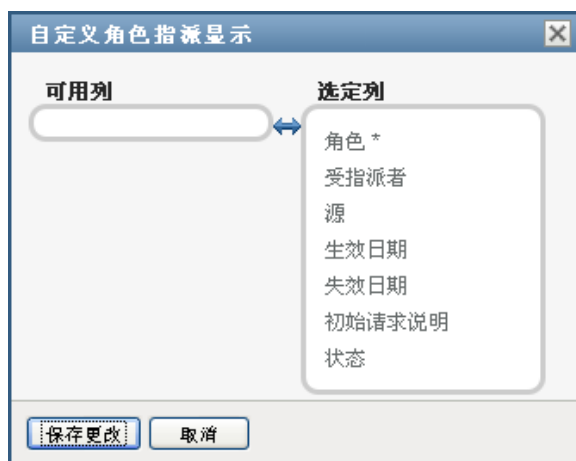 自定义角色指派显示
可用列
选定列
角色 *
受指派者
源
生效日期
失效日期
初始请求说明
状态
保存更改
取消